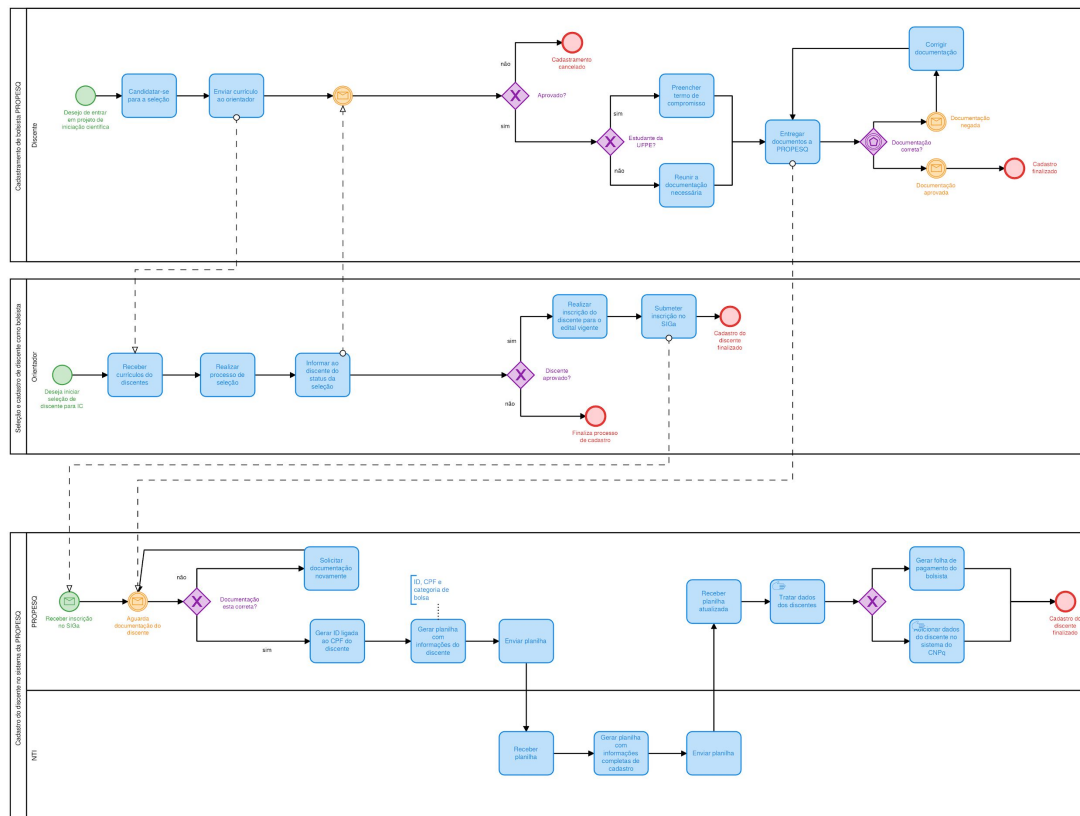 Cadastramento de bolsista PROPESQ
Discente
Desejo de entrar
em projeto de
iniciação científica
Candidatar-se
para a seleção
Enviar currículo
ao orientador
não
Cadastramento
cancelado
Aprovado?
sim
Estudante da
UFPE?
sim
não
Preencher
termo de
compromisso
Reunir a
documentação
necessária
Entregar
documentos a
PROPESQ
Documentação
correta?
Corrigir
documentação
Documentação
negada
Documentação
aprovada
Cadastro
finalizado
Seleção e cadastro de discente como bolsista
Orientador
Deseja iniciar
seleção de
discente para IC
Receber
currículos do
discentes
Realizar
processo de
seleção
Informar ao
discente do
status da
seleção
sim
Discente
aprovado?
não
Realizar
inscrição do
discente para o
edital vigente
Submeter
inscrição no
SIGa
Cadastro do
discente
finalizado
Finaliza processo
de cadastro
Cadastro do discente no sistema da PROPESQ
PROPESQ
Receber inscrição
no SIGa
Aguarda
documentação do
discente
não
Documentação
esta correta?
sim
Solicitar
documentação
novamente
Gerar ID ligada
ao CPF do
discente
ID, CPF e
categoria de
bolsa
Gerar planilha
com
informações do
discente
Enviar planilha
Receber
planilha
atualizada
Tratar dados
dos discentes
Gerar folha de
pagamento do
bolsista
Adicionar dados
do discente no
sistema do
CNPq
Cadastro do
discente
finalizado
NTI
Receber
planilha
Gerar planilha
com
informações
completas de
cadastro
Enviar planilha